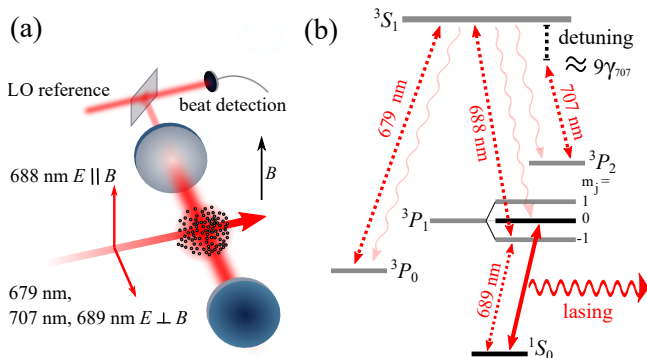 (a)
LO reference
beat detection
B
688 nm E || B
679 nm,
707 nm, 689 nm E ⊥ B
(b)
³S₁
detuning
≈ 9γ₇₀₇
679 nm
688 nm
707 nm
³P₂
mⱼ=
1
³P₁
0
-1
³P₀
689 nm
lasing
¹S₀